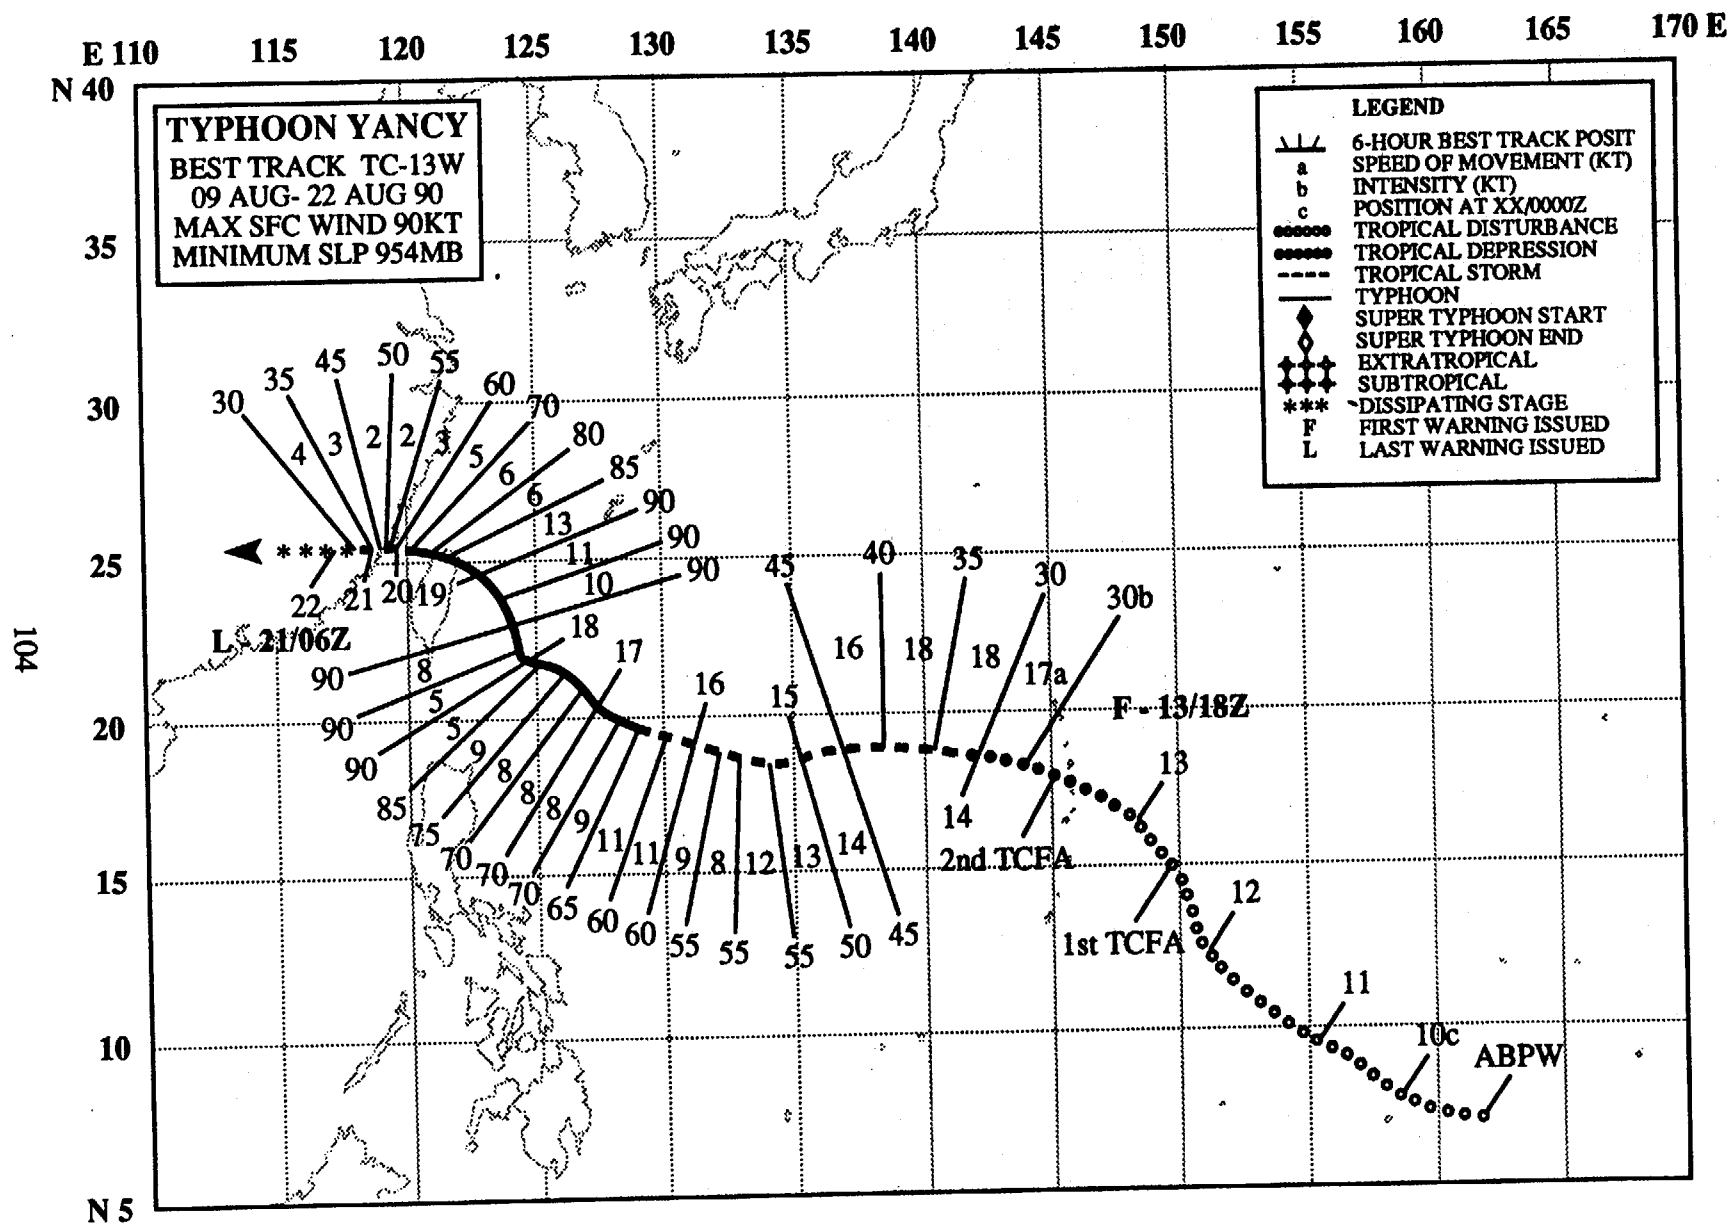 E 110 115 120 125 130 135 140 145 150 155 160 165 170 E
N 40
35
30
25
20
15
10
N 5
TYPHOON YANCY
BEST TRACK TC-13W
09 AUG- 22 AUG 90
MAX SFC WIND 90KT
MINIMUM SLP 954MB
LEGEND
6-HOUR BEST TRACK POSIT
a SPEED OF MOVEMENT (KT)
b INTENSITY (KT)
c POSITION AT XX/0000Z
TROPICAL DISTURBANCE
TROPICAL DEPRESSION
TROPICAL STORM
TYPHOON
SUPER TYPHOON START
SUPER TYPHOON END
EXTRATROPICAL
SUBTROPICAL
*** DISSIPATING STAGE
F FIRST WARNING ISSUED
L LAST WARNING ISSUED
30 35 45 50 55 60 70 80 85 90 90 90
4 3 2 2 3 5 6 6 13 11 10
****
22 21 20 19 18 17 16 15
L - 21/06Z
90 90 90 85 75 70 70 70 65 60 60 55 55 55 50 45
8 5 5 9 8 8 8 9 11 11 9 8 12 13 14
45 40 35 30 30b
16 18 18 17a
F - 13/18Z
14 13 12 11 10c
2nd TCFA
1st TCFA
ABPW
104